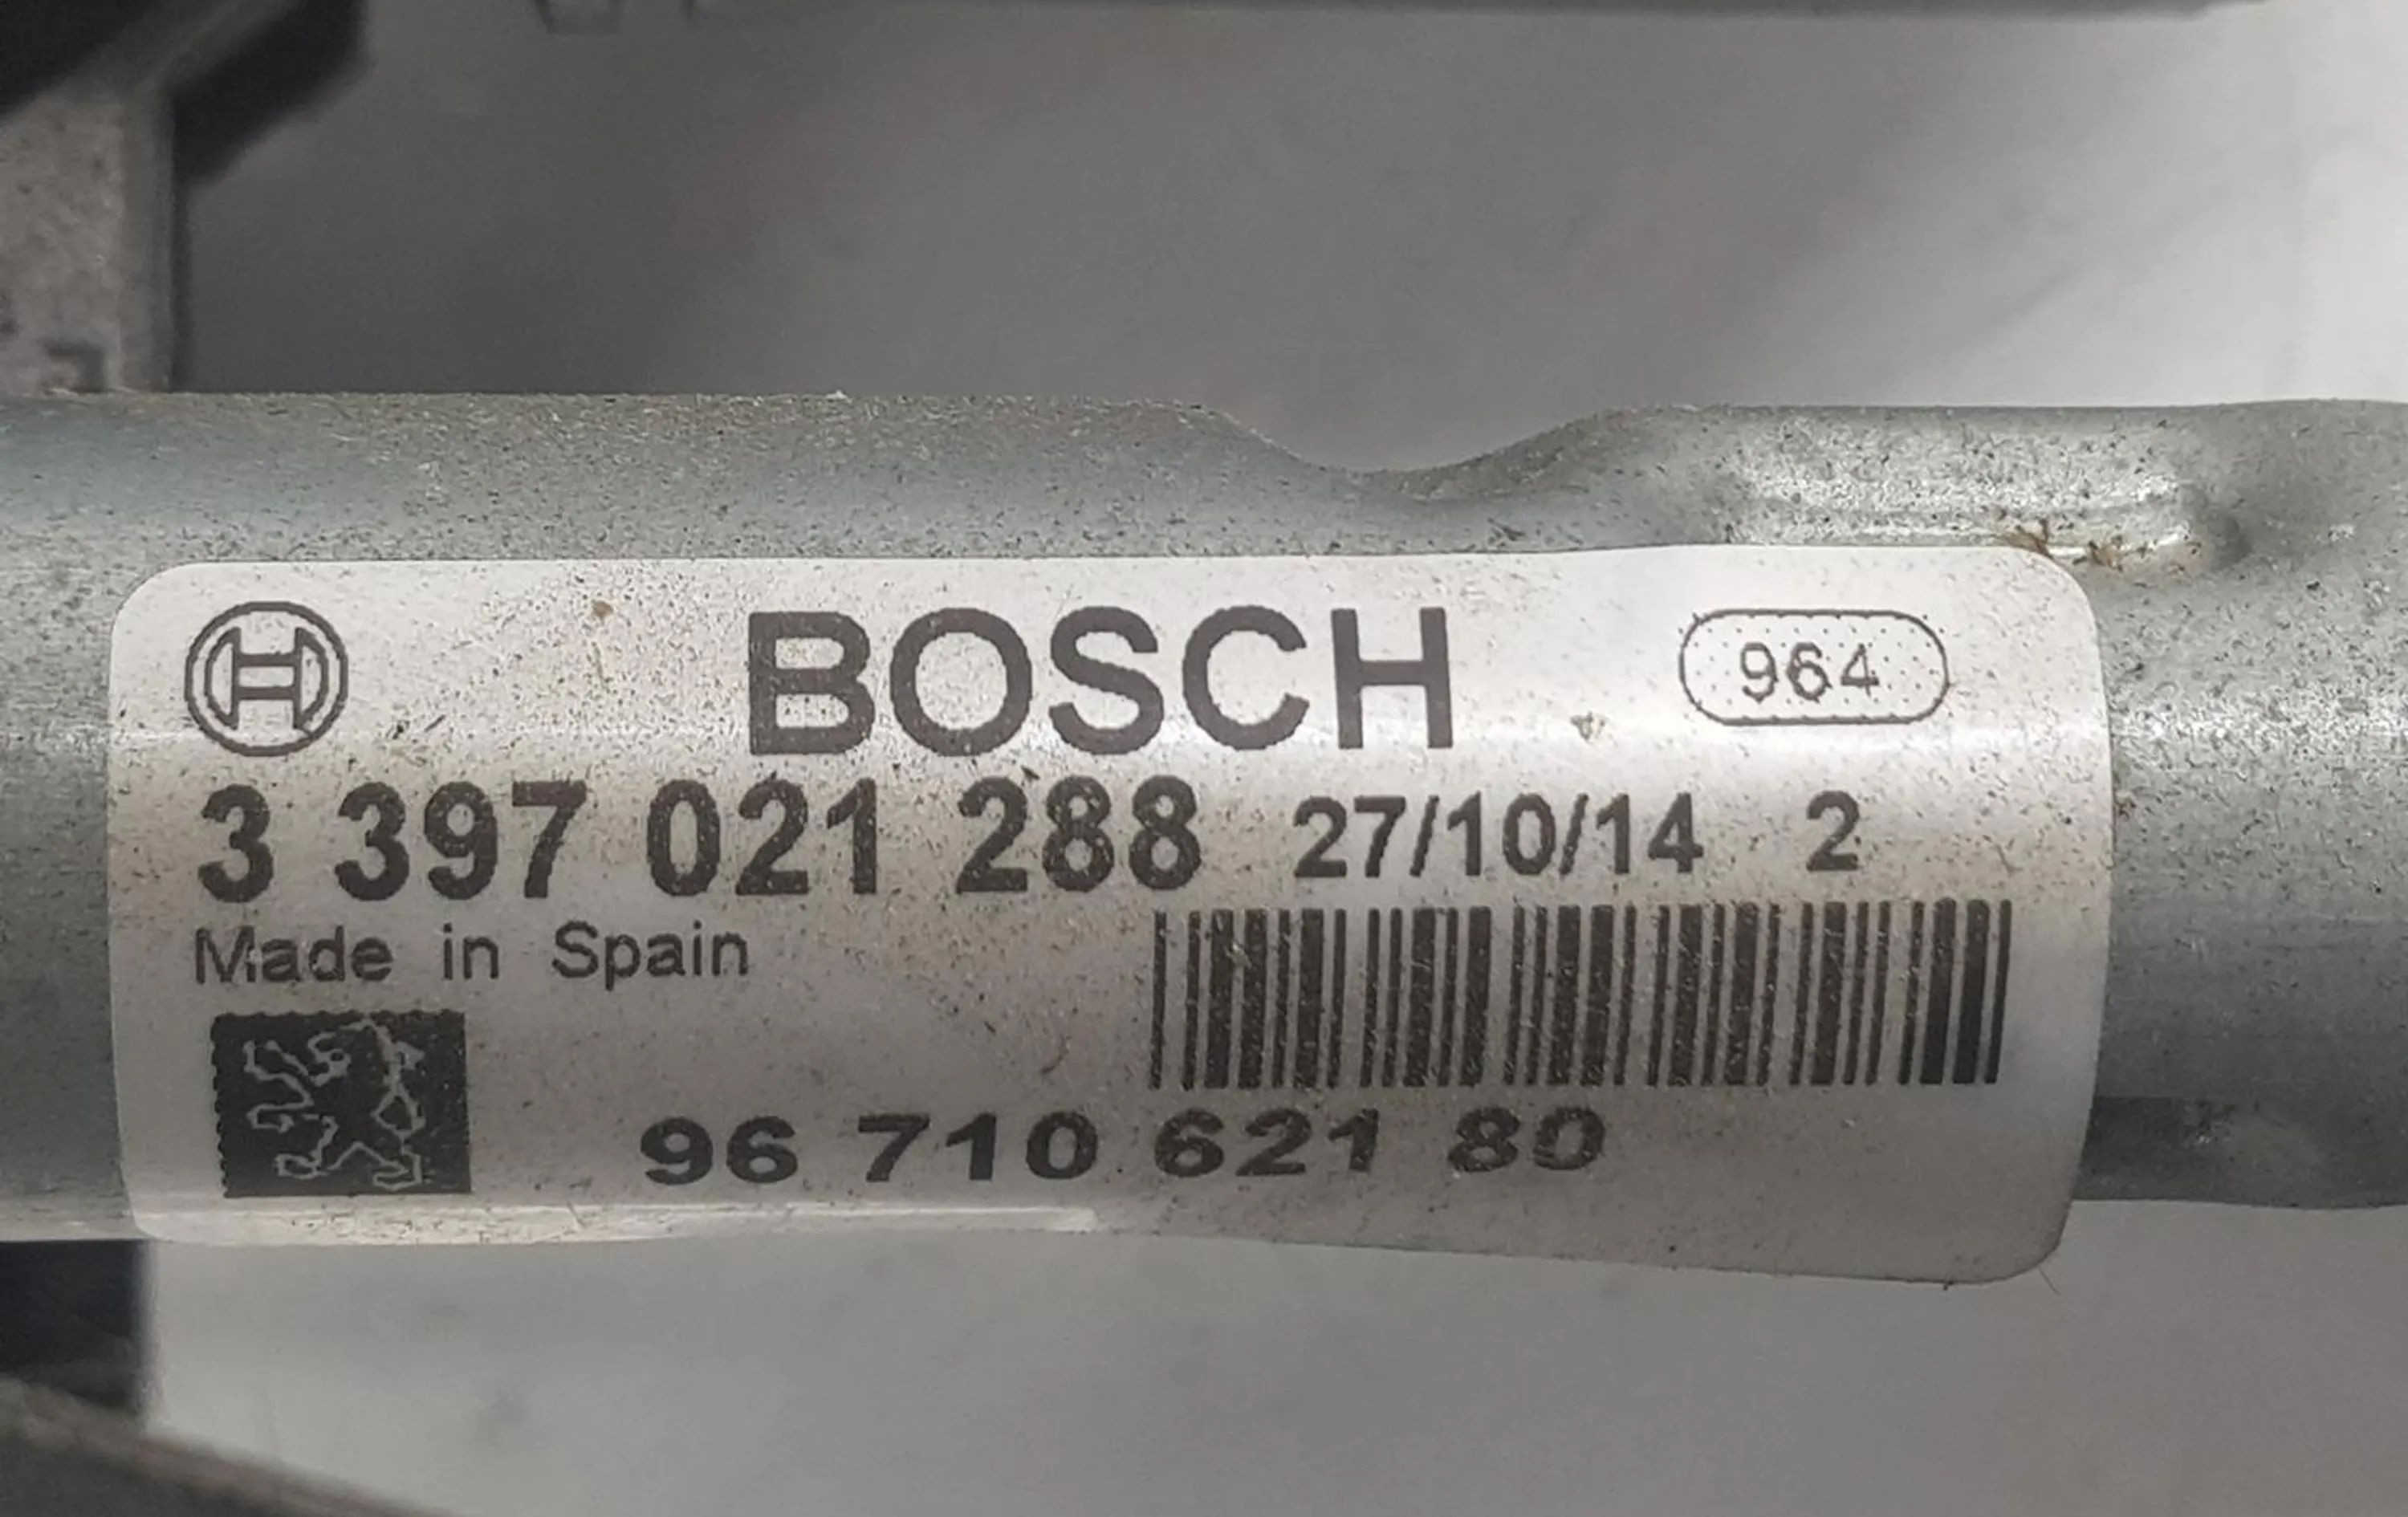 BOSCH 964
3 397 021 288 27/10/14 2
Made in Spain
96 710 621 80